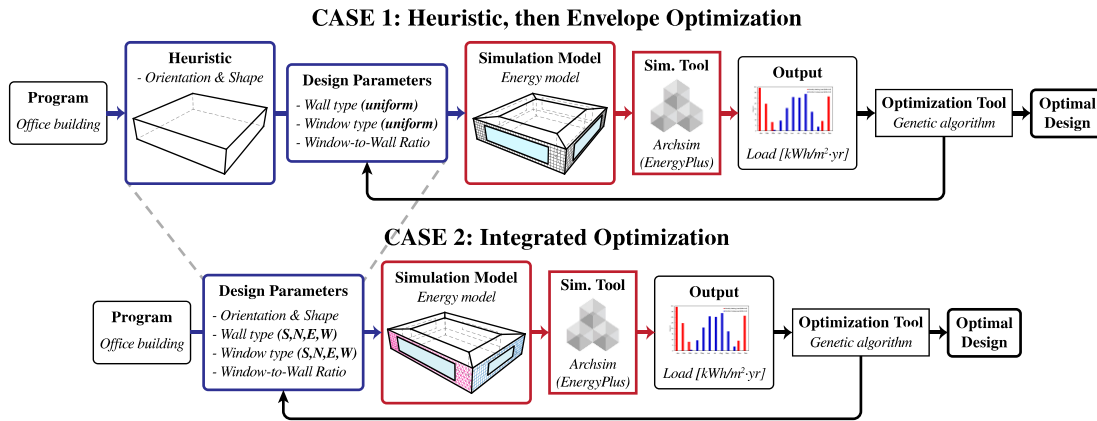 CASE 1: Heuristic, then Envelope Optimization
Program
Office building
Heuristic
- Orientation & Shape
Design Parameters
- Wall type (uniform)
- Window type (uniform)
- Window-to-Wall Ratio
Simulation Model
Energy model
Sim. Tool
Archsim
(EnergyPlus)
Output
Load [kWh/m²·yr]
Optimization Tool
Genetic algorithm
Optimal
Design
CASE 2: Integrated Optimization
Program
Office building
Design Parameters
- Orientation & Shape
- Wall type (S,N,E,W)
- Window type (S,N,E,W)
- Window-to-Wall Ratio
Simulation Model
Energy model
Sim. Tool
Archsim
(EnergyPlus)
Output
Load [kWh/m²·yr]
Optimization Tool
Genetic algorithm
Optimal
Design